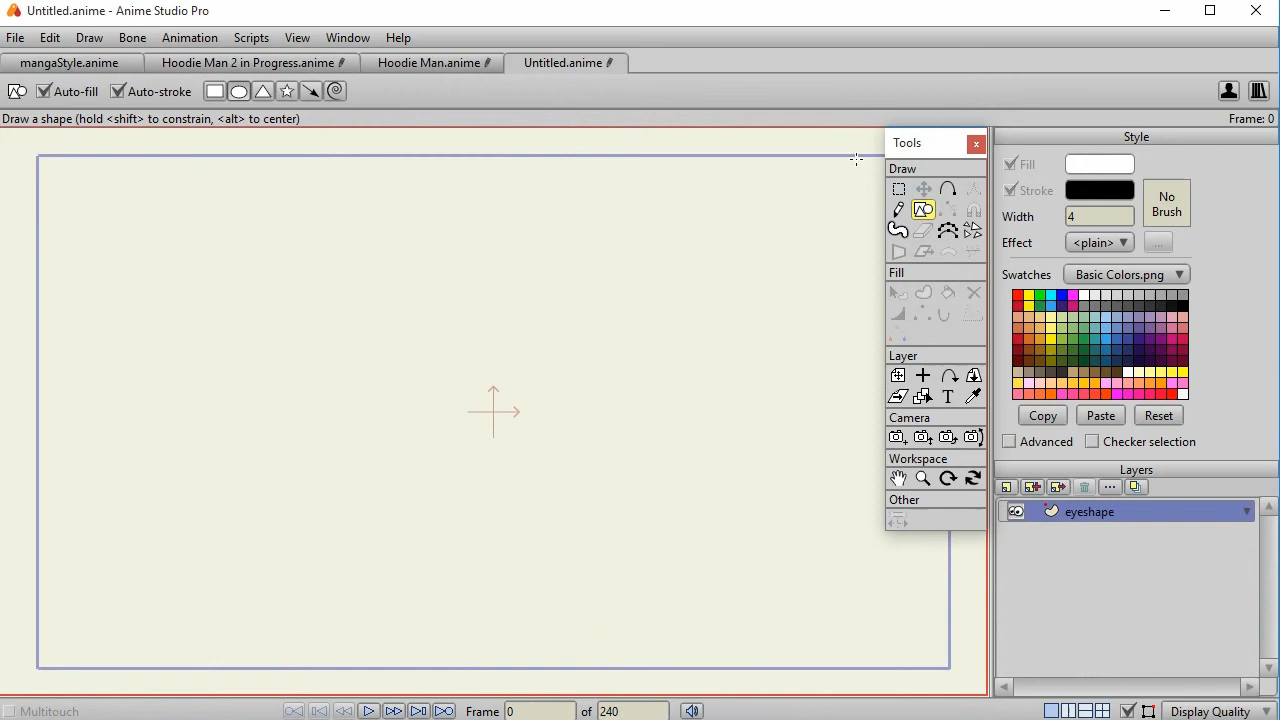 Untitled.anime - Anime Studio Pro
File Edit Draw Bone Animation Scripts View Window Help
mangaStyle.anime Hoodie Man 2 in Progress.anime Hoodie Man.anime Untitled.anime
Auto-fill Auto-stroke
Draw a shape (hold <shift> to constrain, <alt> to center) Frame: 0
Tools x
Draw
Fill
Layer
T
Camera
Workspace
Other
Style
Fill
Stroke
No
Brush
Width 4
Effect <plain> ...
Swatches Basic Colors.png
Copy Paste Reset
Advanced Checker selection
Layers
eyeshape
Multitouch Frame 0 of 240 Display Quality